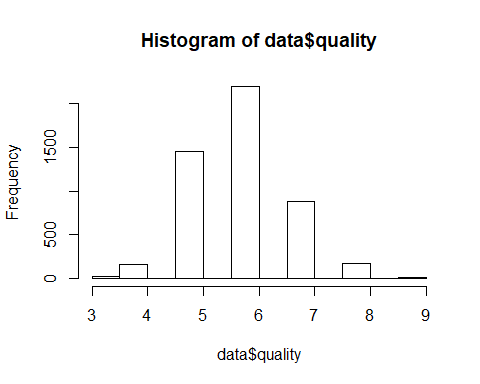 Histogram of data$quality
Frequency
1500
500
0
3 4 5 6 7 8 9
data$quality